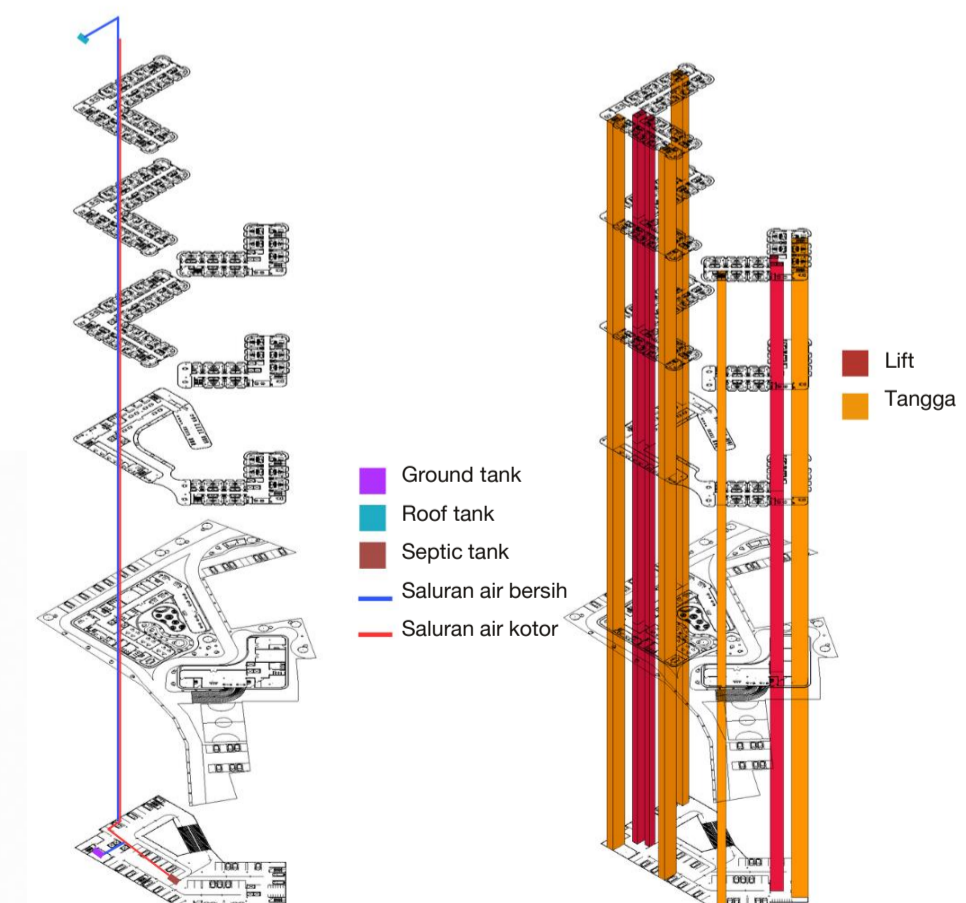 Ground tank
Roof tank
Septic tank
Saluran air bersih
Saluran air kotor
Lift
Tangga